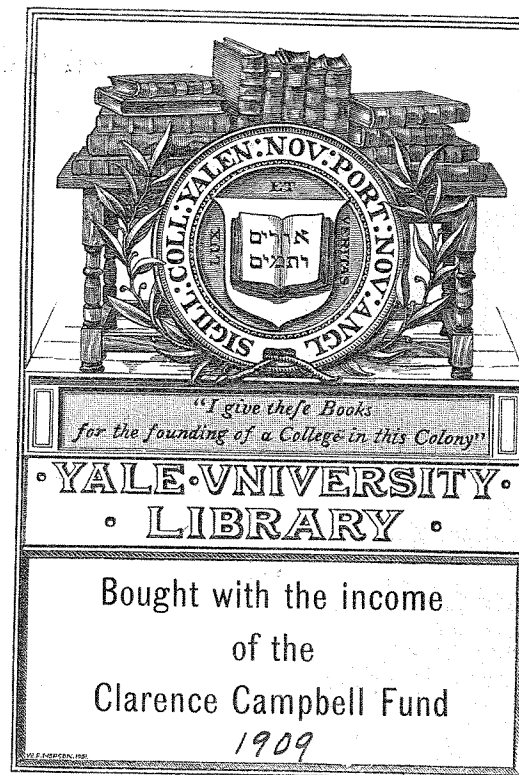 SIGILL:COLL:YALEN:NOV:PORT:NOV:ANGL
ET
LUX
VERITAS
אורים
ותמים
"I give theſe Books
for the founding of a College in this Colony"
·YALE·VNIVERSITY·
· LIBRARY ·
Bought with the income
of the
Clarence Campbell Fund
1909